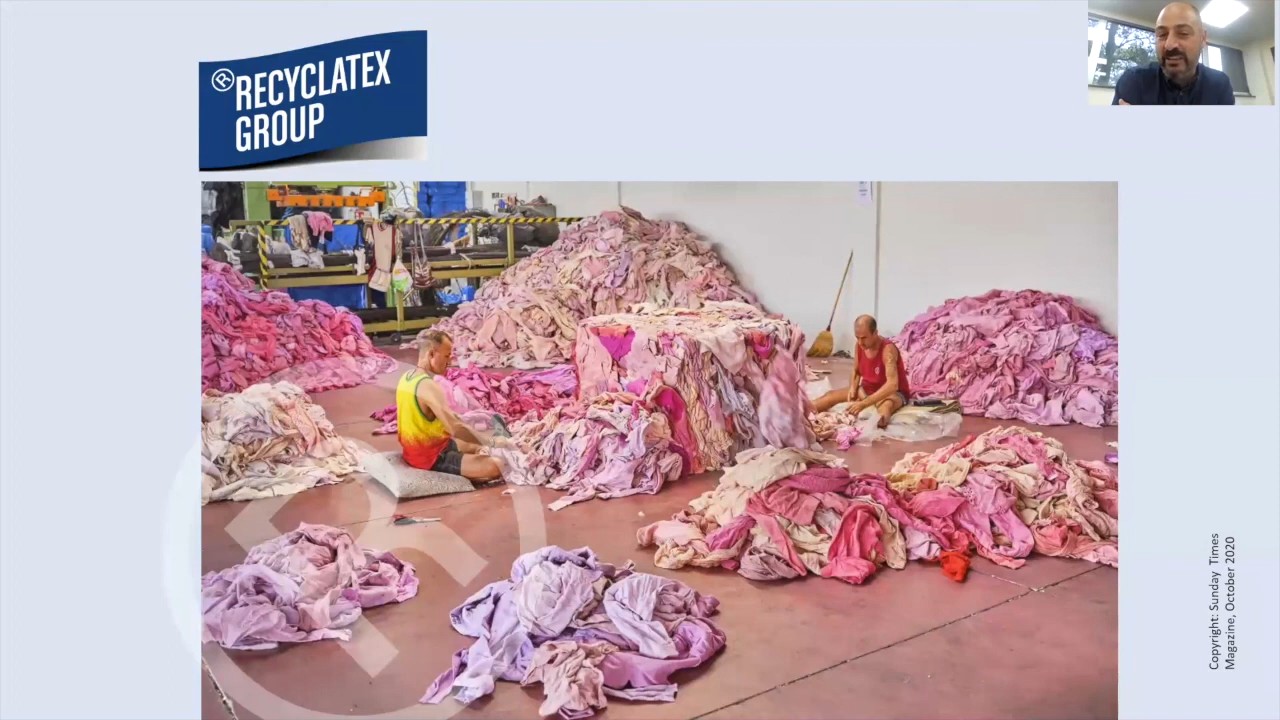 ® RECYCLATEX
GROUP
Copyright: Sunday Times
Magazine, October 2020